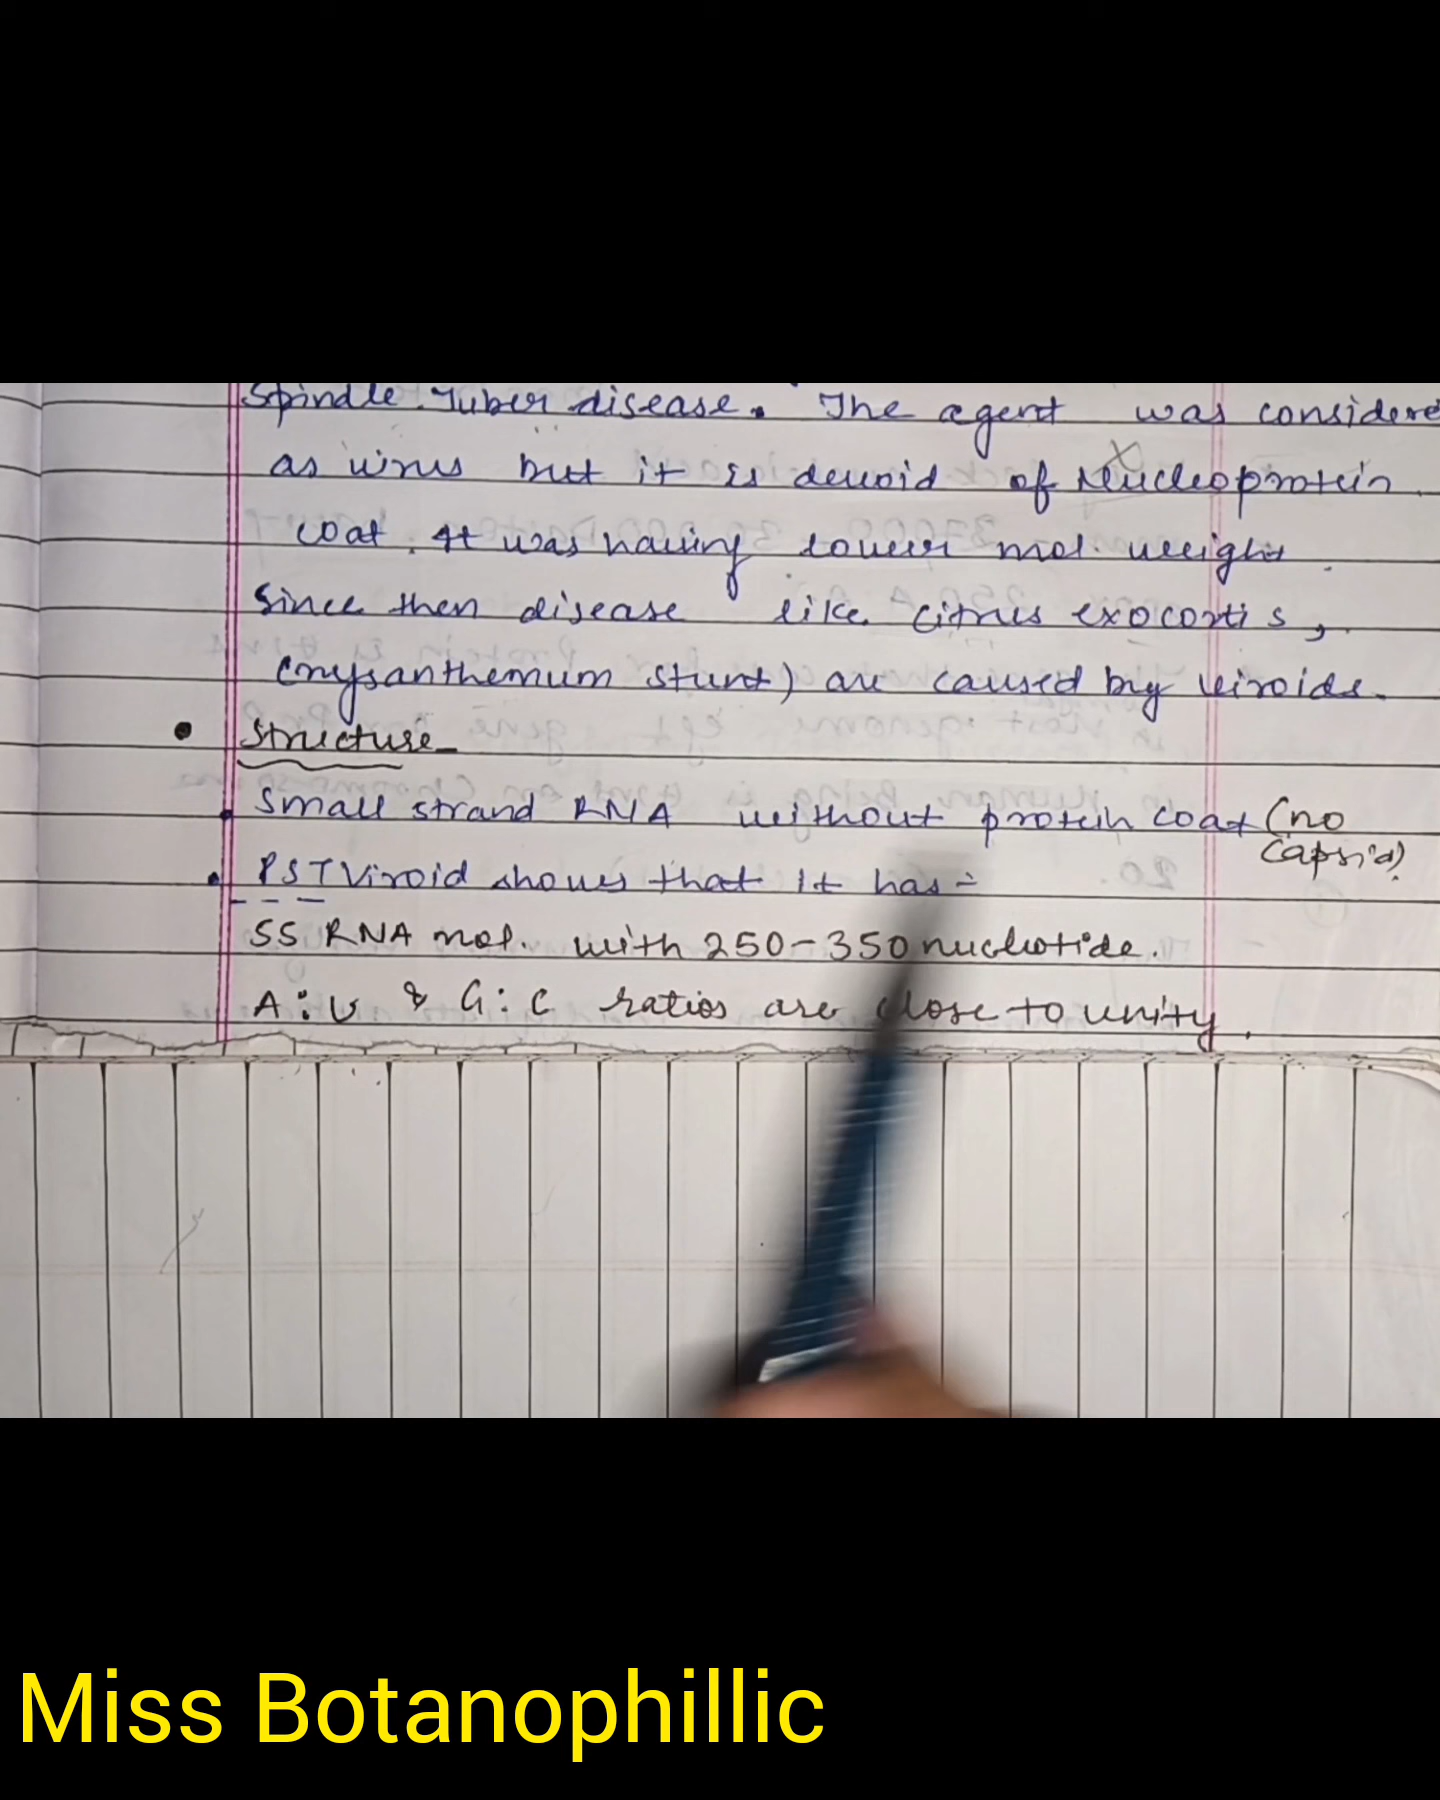 Spindle Tuber disease. The agent was considere
as virus but it is devoid of Nucleoprotein
coat. It was having lower mol. weight.
Since then disease like citrus exocortis,
Crysanthemum stunt) are caused by viroids.
Structure
Small strand RNA without protein coat (no
capsid).
PSTViroid shows that it has -
SS RNA mol. with 250-350 nucleotide.
A:U & G:C ratios are close to unity.
Miss Botanophillic